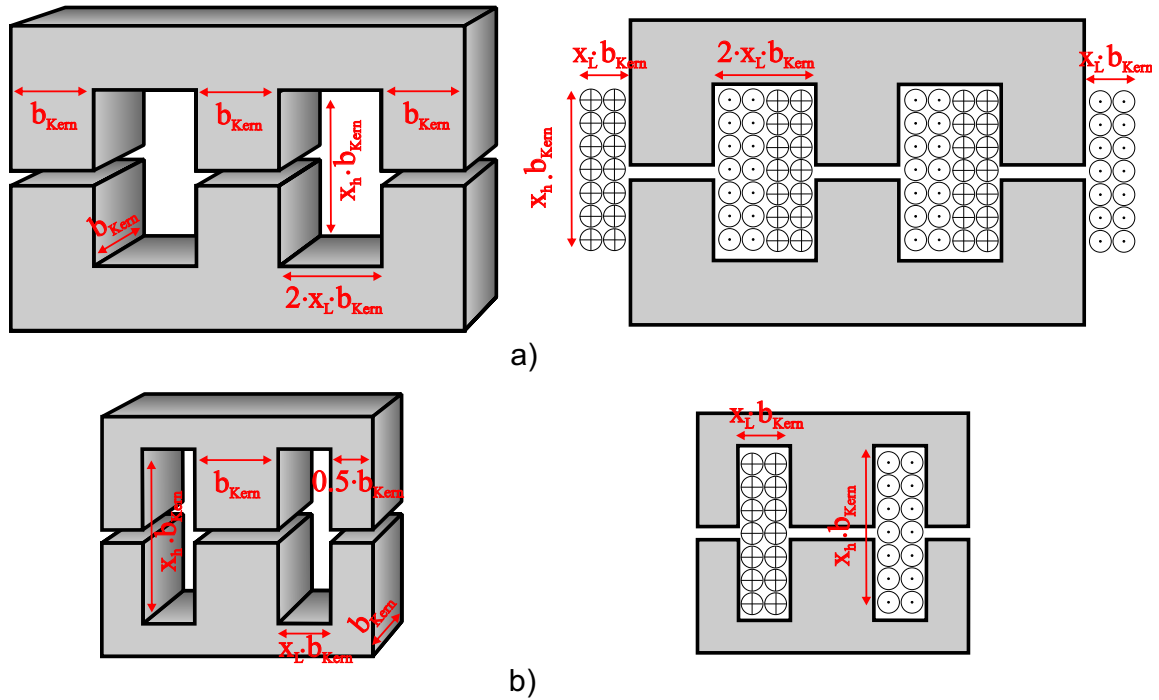 b_Kern b_Kern b_Kern
x_h·b_Kern
b_Kern
2·x_L·b_Kern
x_L·b_Kern 2·x_L·b_Kern x_L·b_Kern
x_h·b_Kern
a)
b_Kern 0.5·b_Kern
x_h·b_Kern
b_Kern
x_L·b_Kern
x_L·b_Kern
x_h·b_Kern
b)